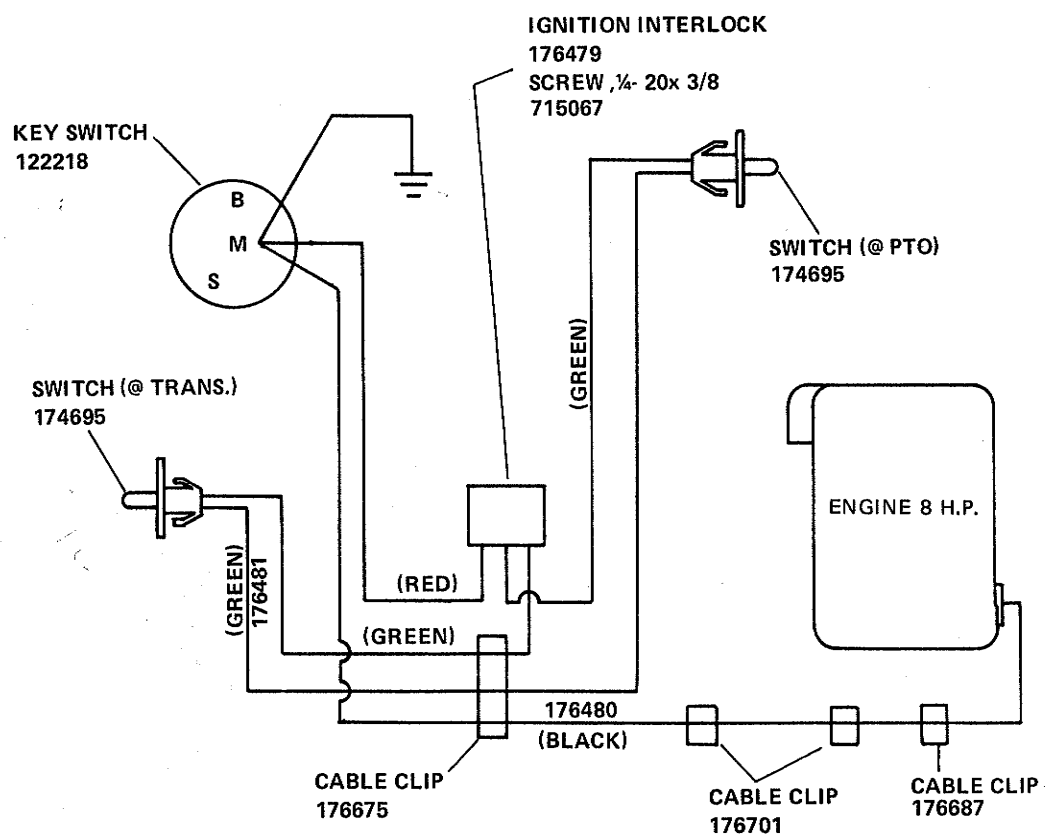 IGNITION INTERLOCK
176479
SCREW ,¼- 20x 3/8
715067
KEY SWITCH
122218
B
M
S
SWITCH (@ PTO)
174695
(GREEN)
SWITCH (@ TRANS.)
174695
ENGINE 8 H.P.
(GREEN)
176481
(RED)
(GREEN)
176480
(BLACK)
CABLE CLIP
176675
CABLE CLIP
176701
CABLE CLIP
176687